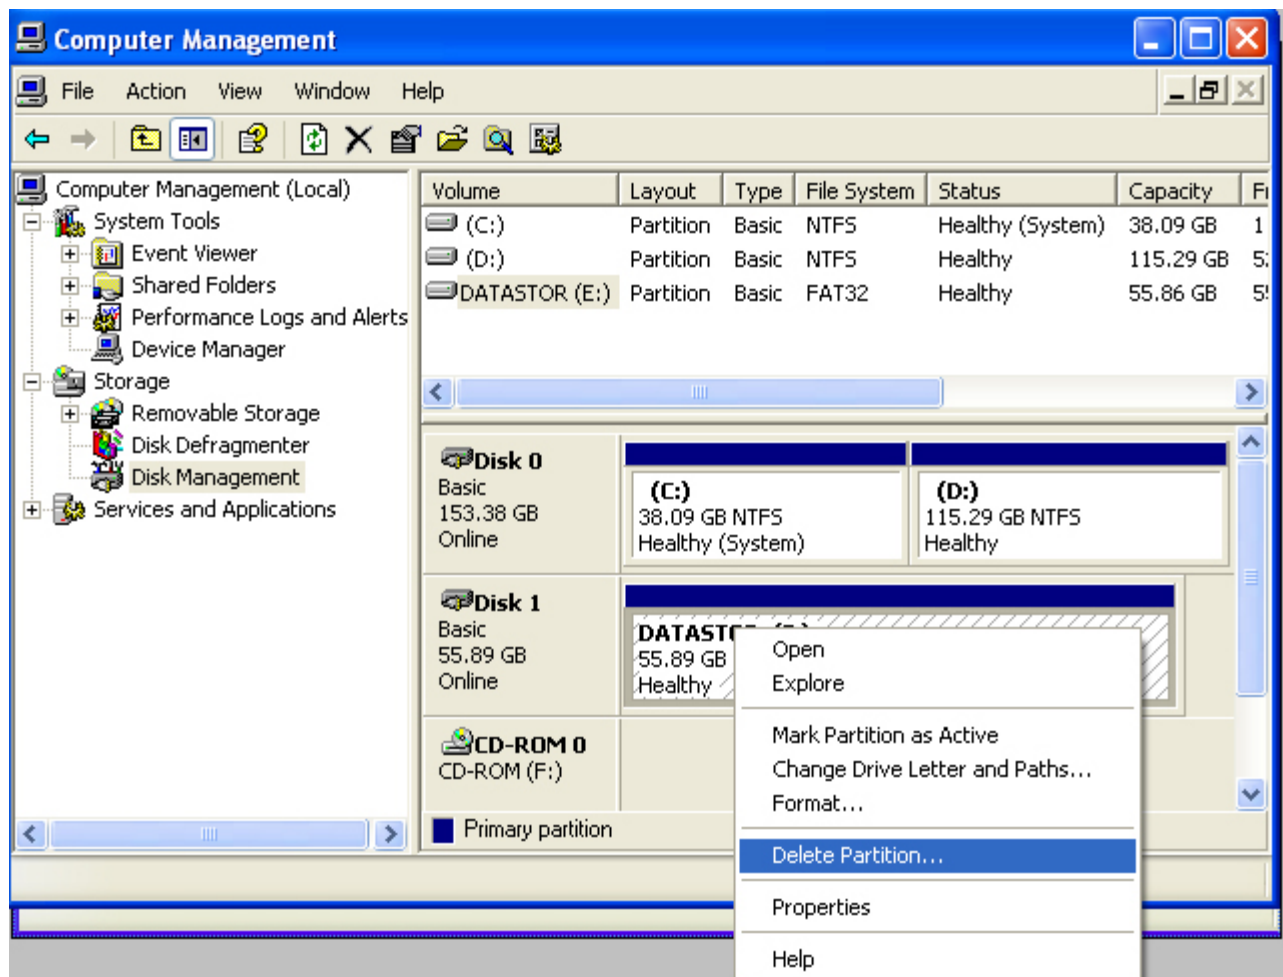 Computer Management
File Action View Window Help
Computer Management (Local)
System Tools
Event Viewer
Shared Folders
Performance Logs and Alerts
Device Manager
Storage
Removable Storage
Disk Defragmenter
Disk Management
Services and Applications
Volume Layout Type File System Status Capacity
(C:) Partition Basic NTFS Healthy (System) 38.09 GB 1
(D:) Partition Basic NTFS Healthy 115.29 GB
DATASTOR (E:) Partition Basic FAT32 Healthy 55.86 GB
Disk 0
Basic
153.38 GB
Online
(C:)
38.09 GB NTFS
Healthy (System)
(D:)
115.29 GB NTFS
Healthy
Disk 1
Basic
55.89 GB
Online
55.89 GB
Healthy
CD-ROM 0
CD-ROM (F:)
Primary partition
Open
Explore
Mark Partition as Active
Change Drive Letter and Paths...
Format...
Delete Partition...
Properties
Help